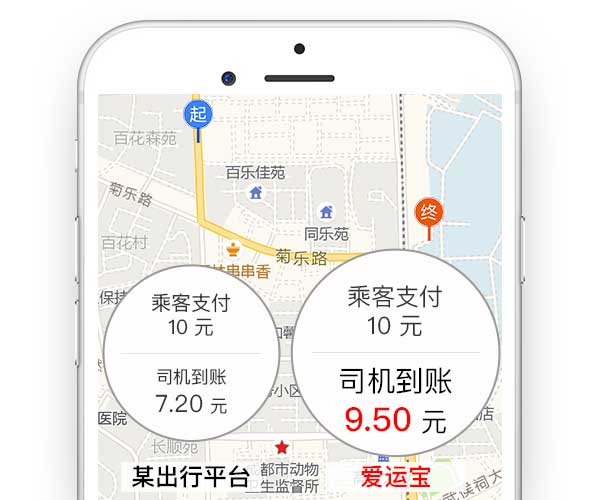 起
百花森苑
百乐佳苑
菊乐路
终
同乐苑
百花村
菊乐路
串串香
保持
乘客支付
10 元
司机到账
7.20 元
乘客支付
10 元
司机到账
9.50 元
和馨
小区
医院
店
长顺苑
都市动物
卫生监督所
武侯祠大
某出行平台
爱运宝